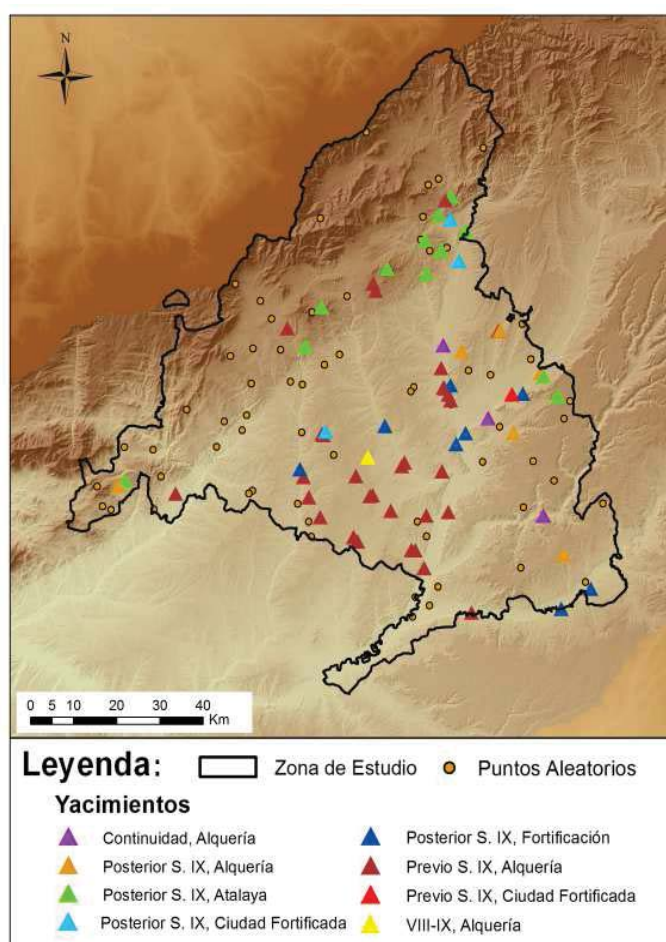 N
0 5 10 20 30 40
Km
Leyenda: Zona de Estudio Puntos Aleatorios
Yacimientos
Continuidad, Alquería
Posterior S. IX, Alquería
Posterior S. IX, Atalaya
Posterior S. IX, Ciudad Fortificada
Posterior S. IX, Fortificación
Previo S. IX, Alquería
Previo S. IX, Ciudad Fortificada
VIII-IX, Alquería